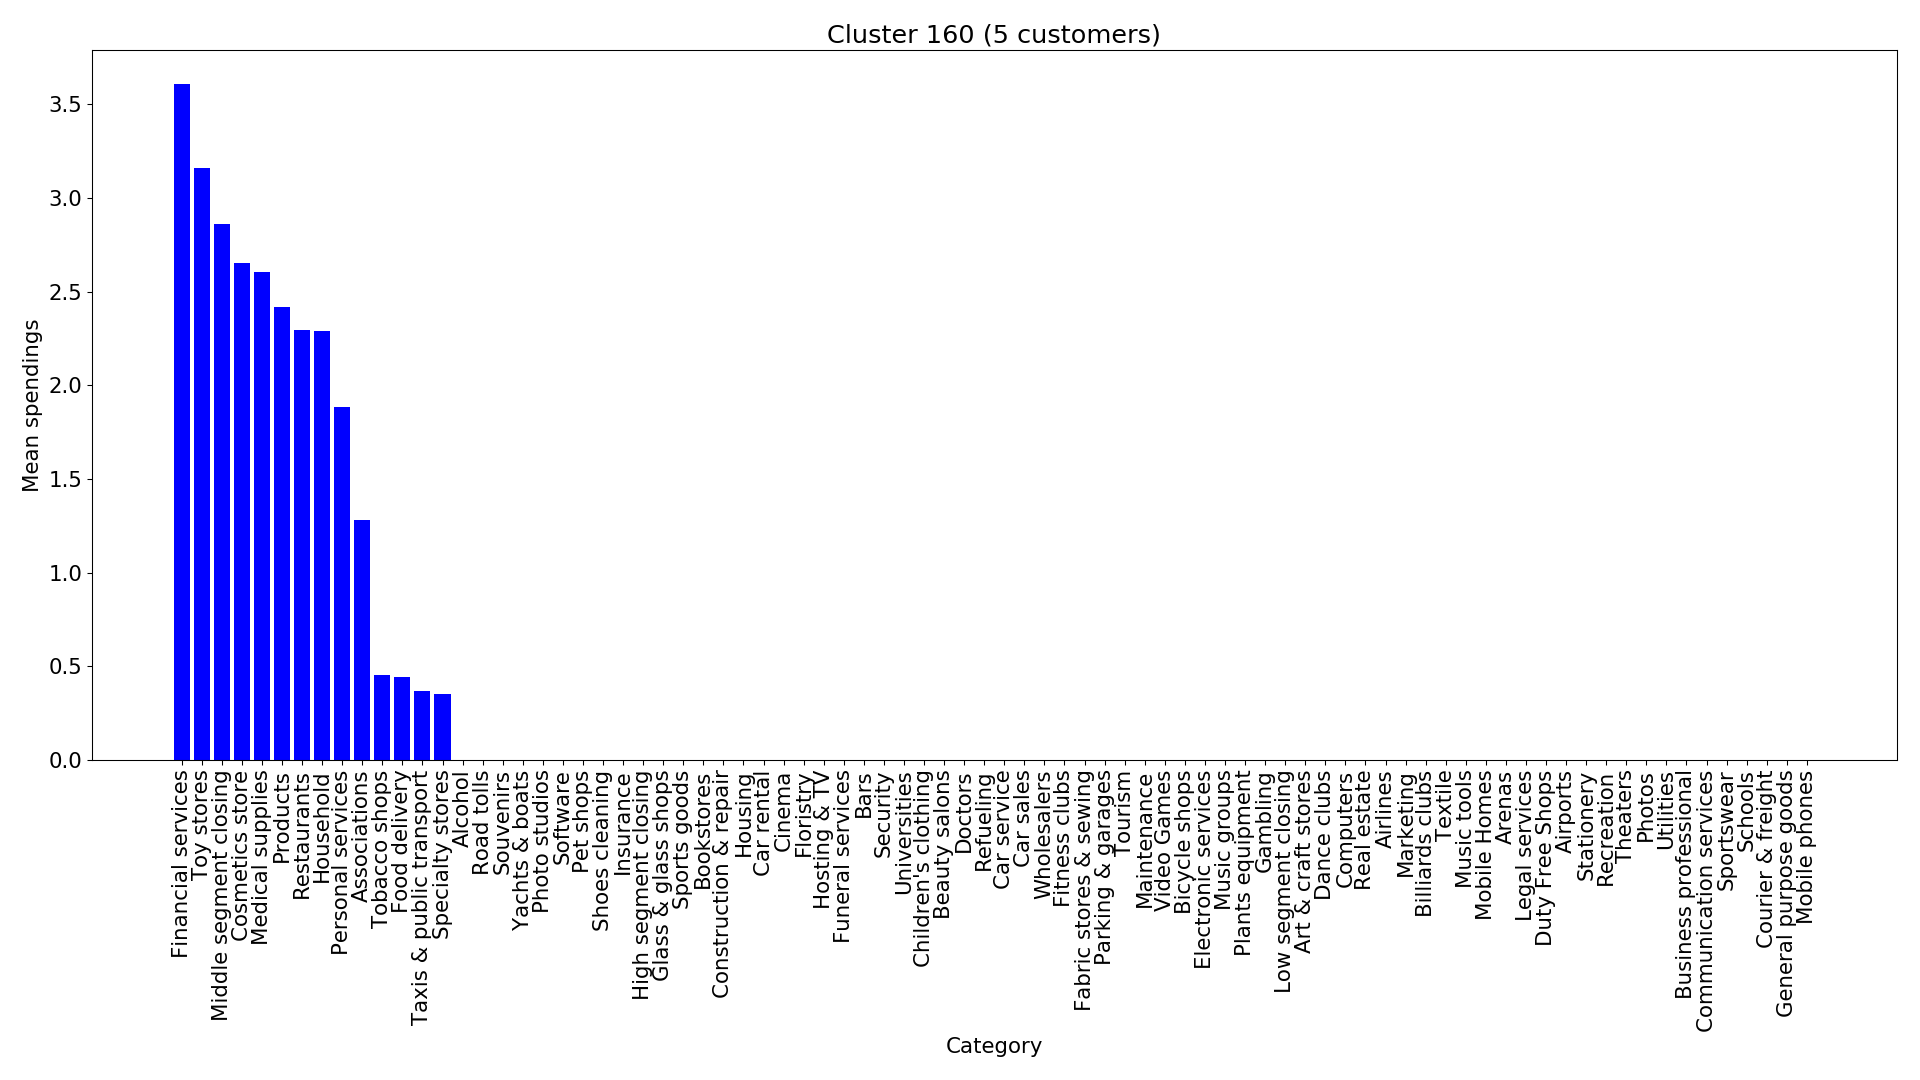 Cluster 160 (5 customers)
Mean spendings
3.5
3.0
2.5
2.0
1.5
1.0
0.5
0.0
Financial services
Toy stores
Middle segment closing
Cosmetics store
Medical supplies
Products
Restaurants
Household
Personal services
Associations
Tobacco shops
Food delivery
Taxis & public transport
Specialty stores
Alcohol
Road tolls
Souvenirs
Yachts & boats
Photo studios
Software
Pet shops
Shoes cleaning
Insurance
High segment closing
Glass & glass shops
Sports goods
Bookstores
Construction & repair
Housing
Car rental
Cinema
Floristry
Hosting & TV
Funeral services
Bars
Security
Universities
Children's clothing
Beauty salons
Doctors
Refueling
Car service
Car sales
Wholesalers
Fitness clubs
Fabric stores & sewing
Parking & garages
Tourism
Maintenance
Video Games
Bicycle shops
Electronic services
Music groups
Plants equipment
Gambling
Low segment closing
Art & craft stores
Dance clubs
Computers
Real estate
Airlines
Marketing
Billiards clubs
Textile
Music tools
Mobile Homes
Arenas
Legal services
Duty Free Shops
Airports
Stationery
Recreation
Theaters
Photos
Utilities
Business professional
Communication services
Sportswear
Schools
Courier & freight
General purpose goods
Mobile phones
Category